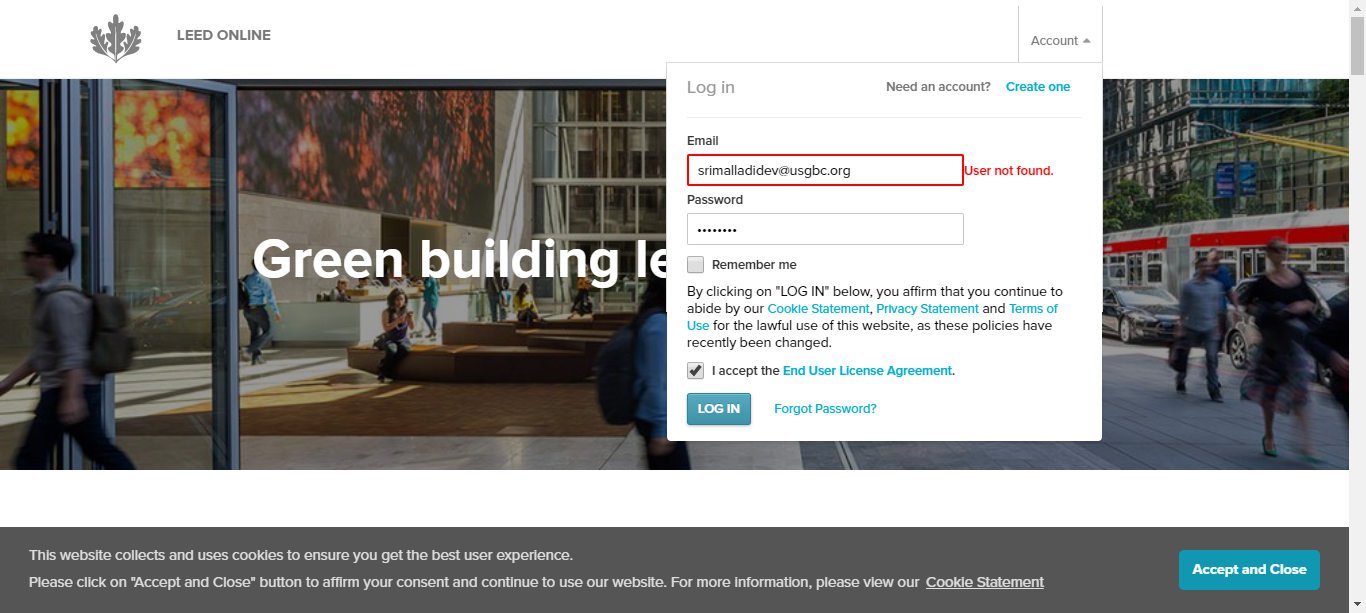 LEED ONLINE
Account
Log in
Need an account? Create one
Email
srimalladidev@usgbc.org
User not found.
Password
••••••••
Green building le
Remember me
By clicking on "LOG IN" below, you affirm that you continue to
abide by our Cookie Statement, Privacy Statement and Terms of
Use for the lawful use of this website, as these policies have
recently been changed.
I accept the End User License Agreement.
LOG IN
Forgot Password?
This website collects and uses cookies to ensure you get the best user experience.
Please click on "Accept and Close" button to affirm your consent and continue to use our website. For more information, please view our Cookie Statement
Accept and Close